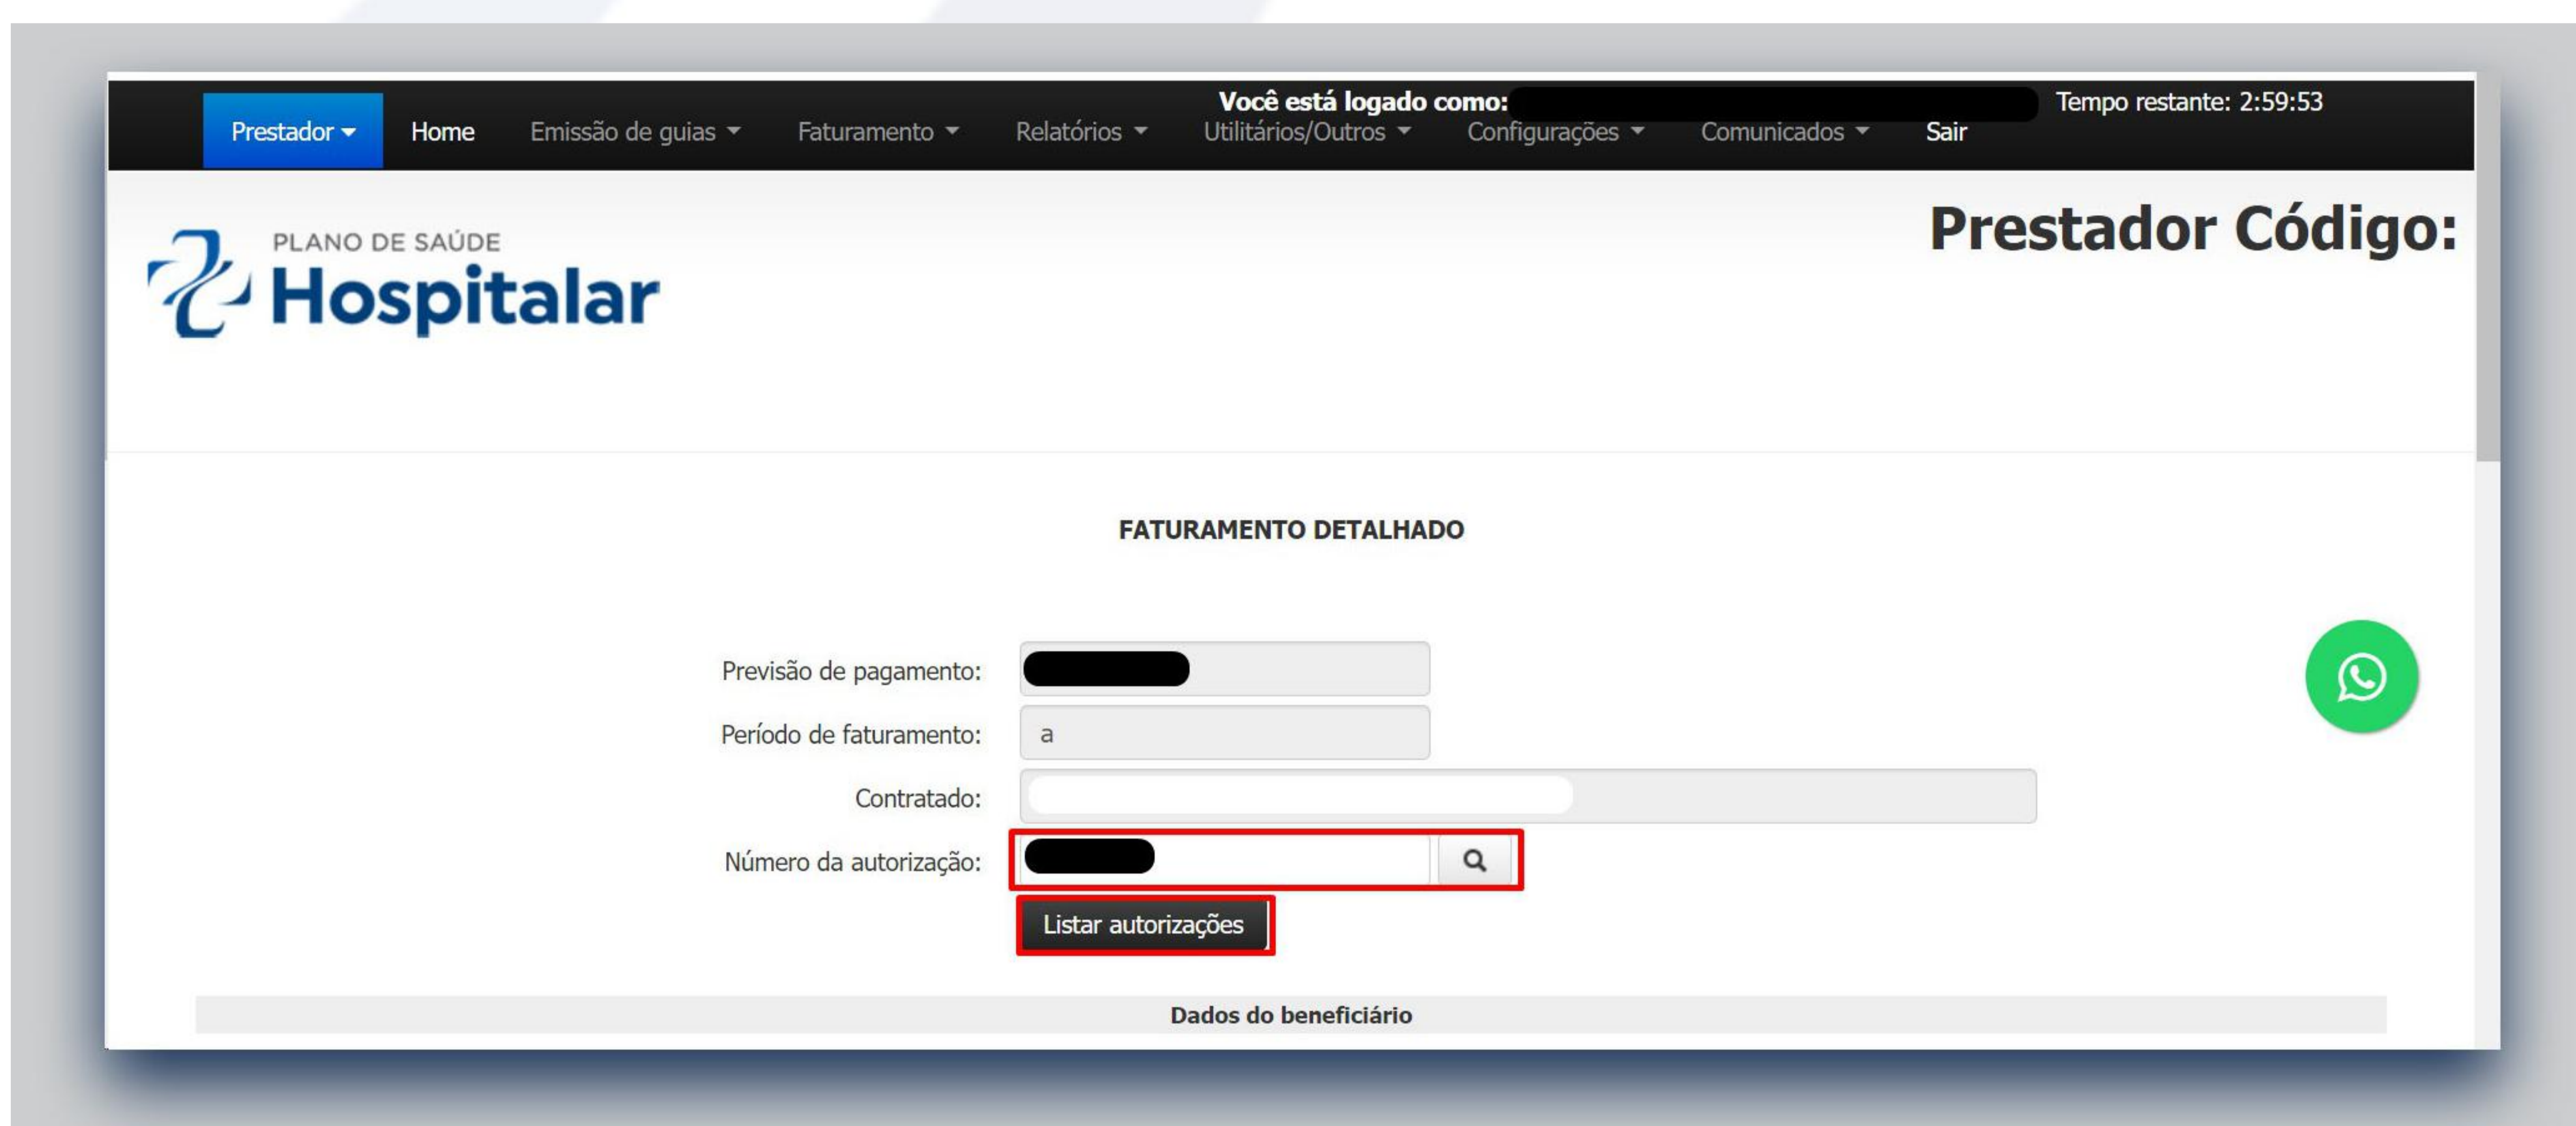 Você está logado como: Tempo restante: 2:59:53
Prestador Home Emissão de guias Faturamento Relatórios Utilitários/Outros Configurações Comunicados Sair
Prestador Código:
PLANO DE SAÚDE
Hospitalar
FATURAMENTO DETALHADO
Previsão de pagamento:
Período de faturamento: a
Contratado:
Número da autorização:
Listar autorizações
Dados do beneficiário